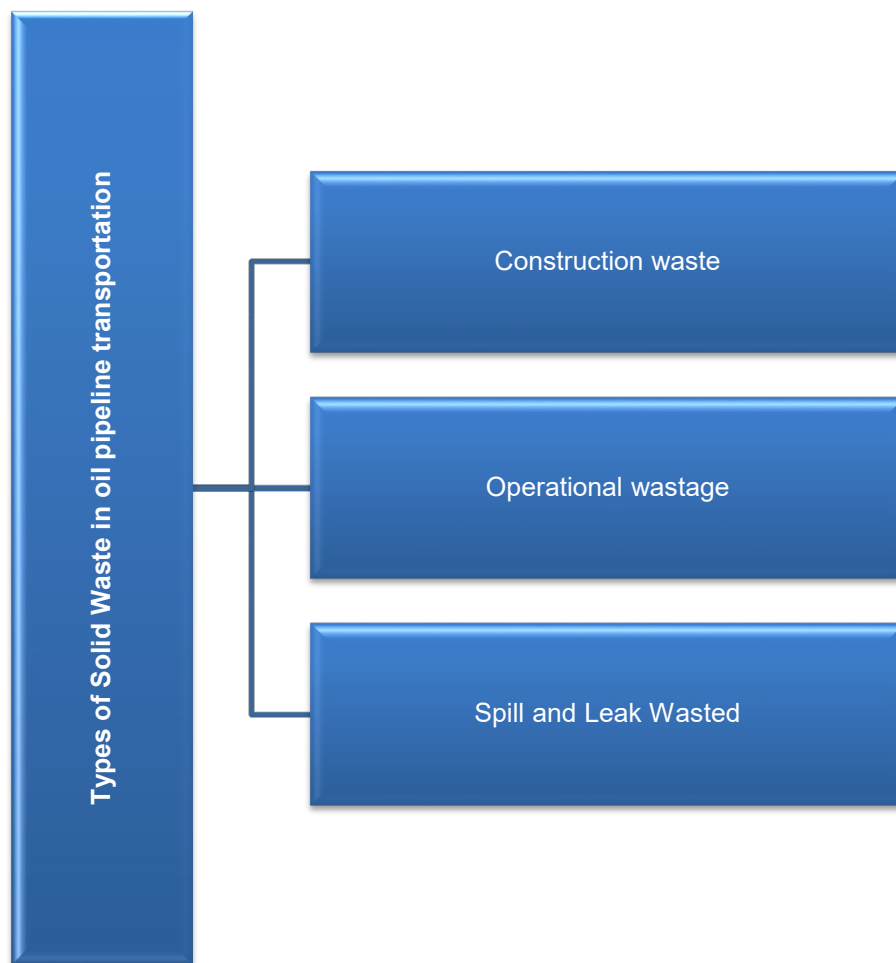 Types of Solid Waste in oil pipeline transportation
Construction waste
Operational wastage
Spill and Leak Wasted